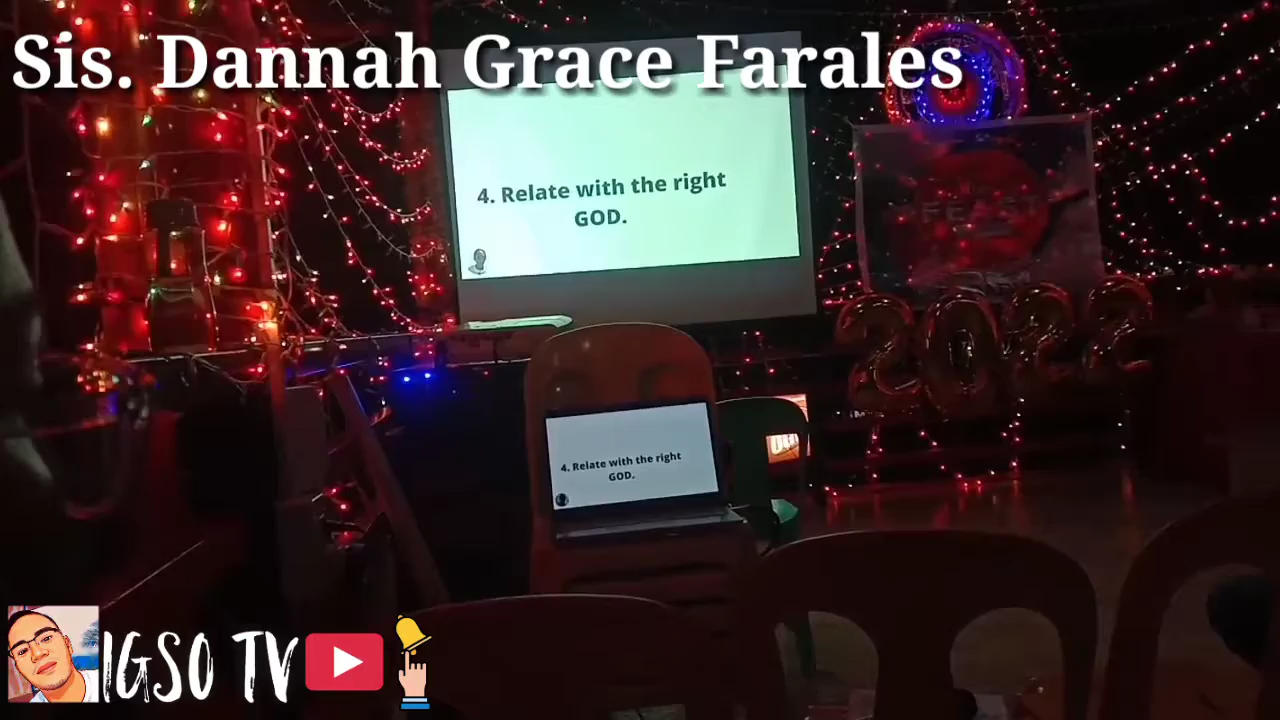 Sis. Dannah Grace Farales
4. Relate with the right
GOD.
FEAST
2022
4. Relate with the right
GOD.
IGSO TV